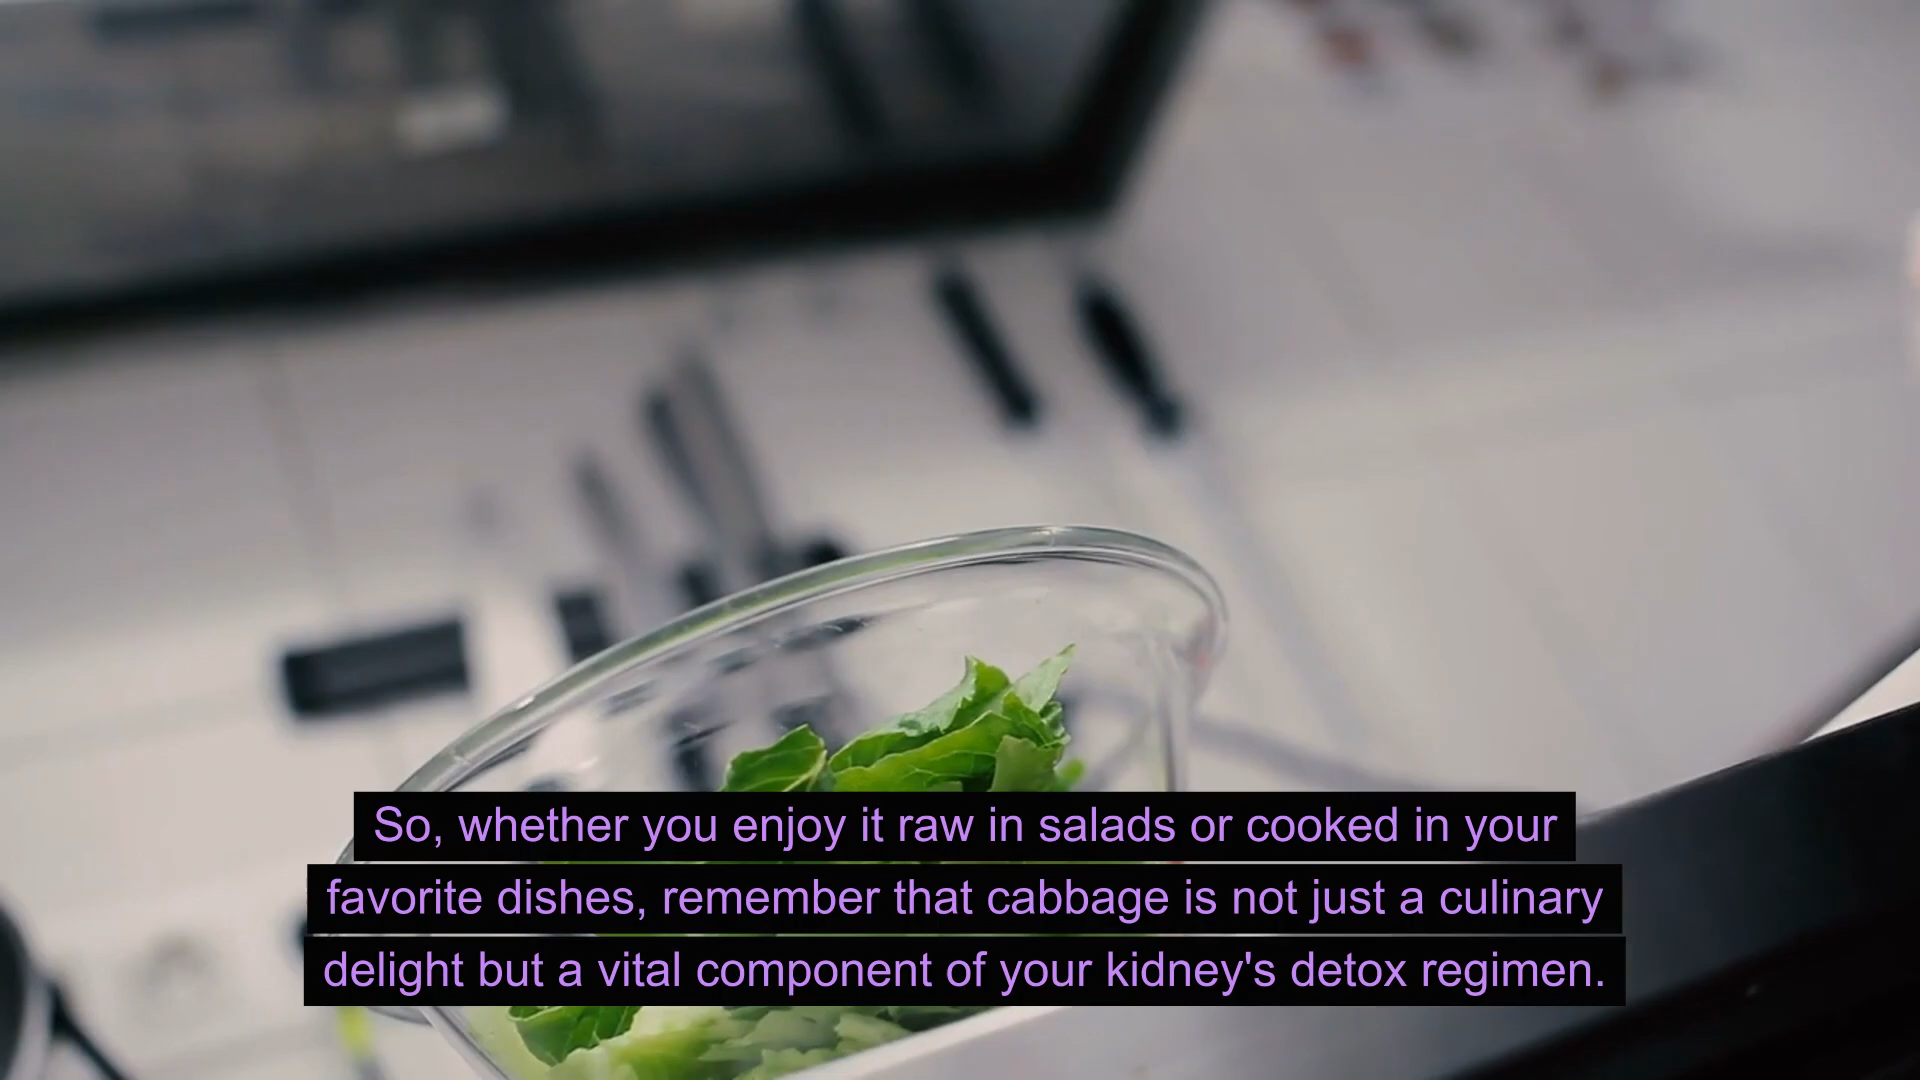 So, whether you enjoy it raw in salads or cooked in your
favorite dishes, remember that cabbage is not just a culinary
delight but a vital component of your kidney's detox regimen.